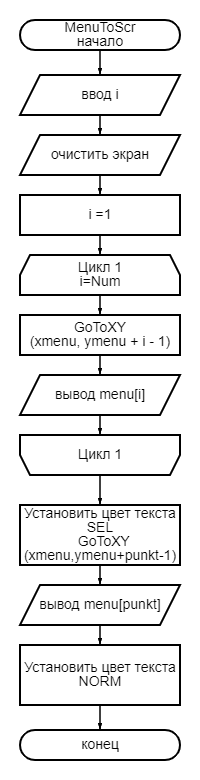 MenuToScr
начало
ввод i
очистить экран
i =1
Цикл 1
i=Num
GoToXY
(xmenu, ymenu + i - 1)
вывод menu[i]
Цикл 1
Установить цвет текста
SEL
GoToXY
(xmenu,ymenu+punkt-1)
вывод menu[punkt]
Установить цвет текста
NORM
конец